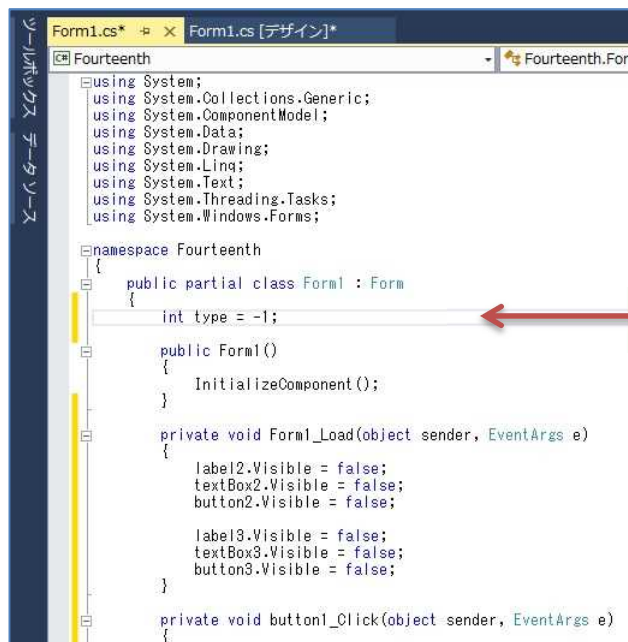 ツールボックス データソース
Form1.cs* Form1.cs [デザイン]*
C# Fourteenth Fourteenth.For
using System;
using System.Collections.Generic;
using System.ComponentModel;
using System.Data;
using System.Drawing;
using System.Linq;
using System.Text;
using System.Threading.Tasks;
using System.Windows.Forms;
namespace Fourteenth
{
public partial class Form1 : Form
{
int type = -1;
public Form1()
{
InitializeComponent();
}
private void Form1_Load(object sender, EventArgs e)
{
label2.Visible = false;
textBox2.Visible = false;
button2.Visible = false;
label3.Visible = false;
textBox3.Visible = false;
button3.Visible = false;
}
private void button1_Click(object sender, EventArgs e)
{